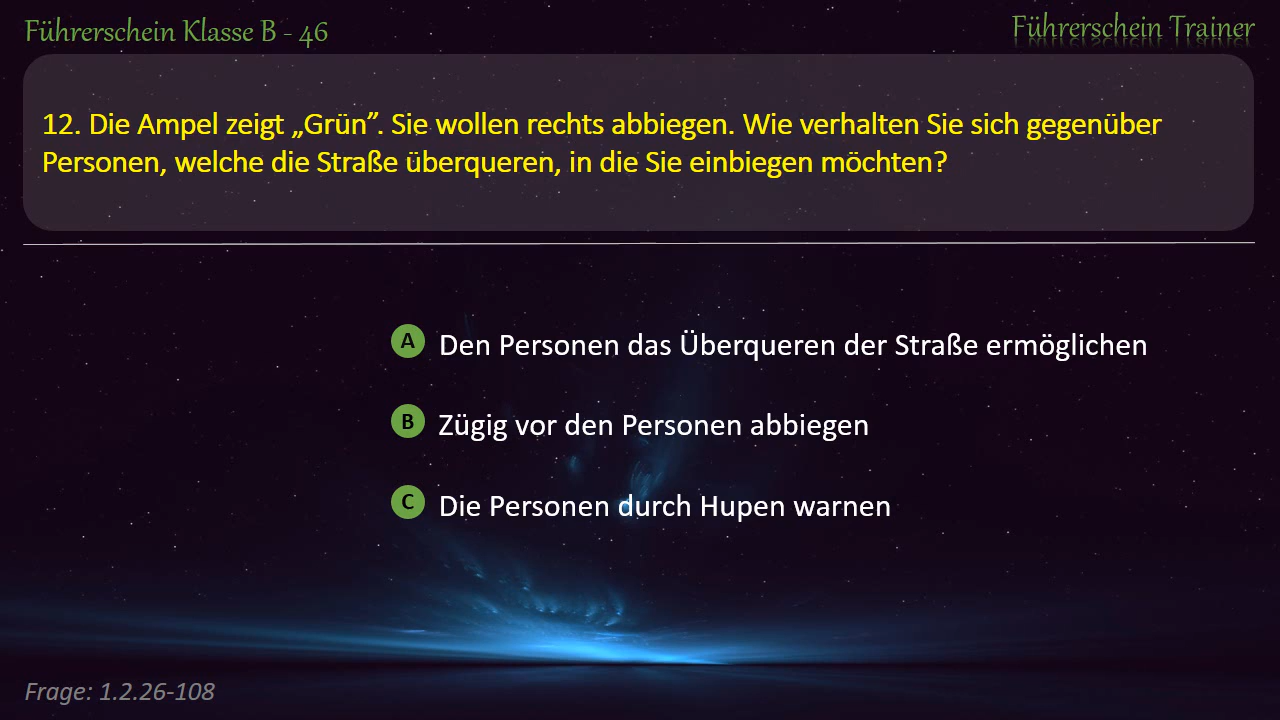 Führerschein Klasse B - 46
Führerschein Trainer
12. Die Ampel zeigt „Grün”. Sie wollen rechts abbiegen. Wie verhalten Sie sich gegenüber
Personen, welche die Straße überqueren, in die Sie einbiegen möchten?
A Den Personen das Überqueren der Straße ermöglichen
B Zügig vor den Personen abbiegen
C Die Personen durch Hupen warnen
Frage: 1.2.26-108